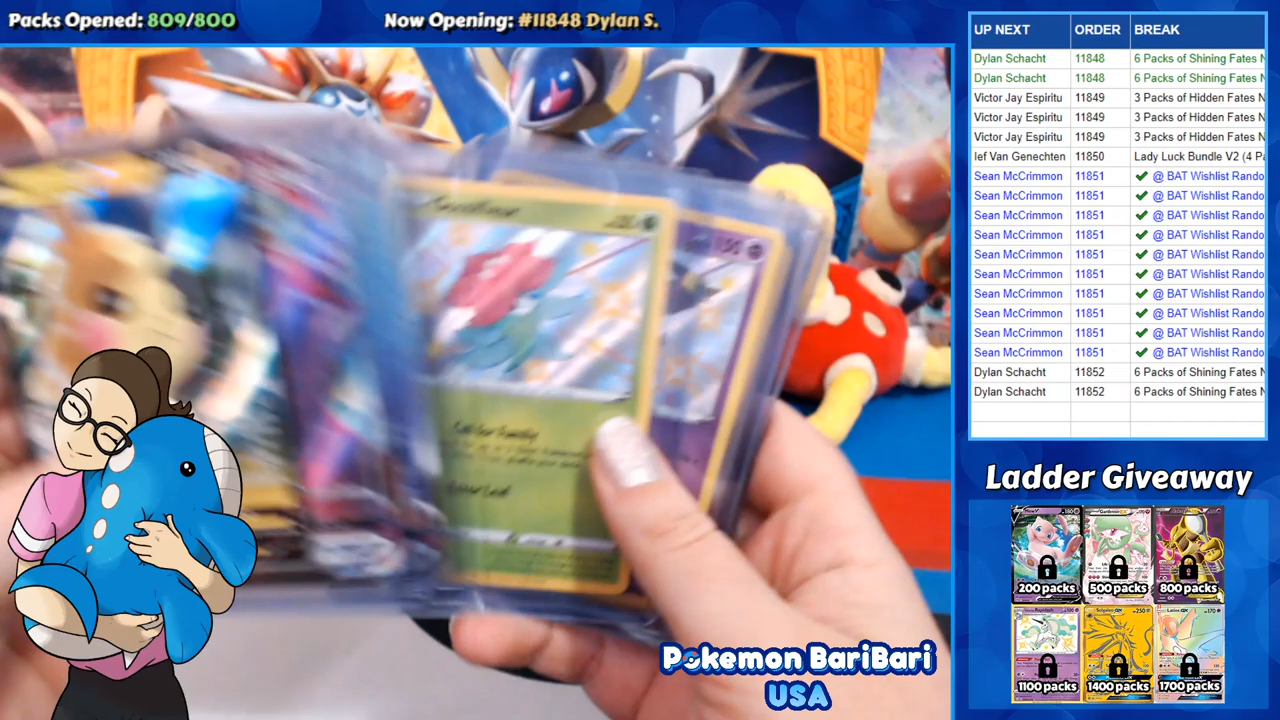 Packs Opened: 809/800
Now Opening: #11848 Dylan S.
UP NEXT ORDER BREAK
Dylan Schacht 11848 6 Packs of Shining Fates N
Dylan Schacht 11848 6 Packs of Shining Fates N
Victor Jay Espiritu 11849 3 Packs of Hidden Fates N
Victor Jay Espiritu 11849 3 Packs of Hidden Fates N
Victor Jay Espiritu 11849 3 Packs of Hidden Fates N
Ief Van Genechten 11850 Lady Luck Bundle V2 (4 Pa
Sean McCrimmon 11851 ✔ @ BAT Wishlist Rando
Sean McCrimmon 11851 ✔ @ BAT Wishlist Rando
Sean McCrimmon 11851 ✔ @ BAT Wishlist Rando
Sean McCrimmon 11851 ✔ @ BAT Wishlist Rando
Sean McCrimmon 11851 ✔ @ BAT Wishlist Rando
Sean McCrimmon 11851 ✔ @ BAT Wishlist Rando
Sean McCrimmon 11851 ✔ @ BAT Wishlist Rando
Sean McCrimmon 11851 ✔ @ BAT Wishlist Rando
Sean McCrimmon 11851 ✔ @ BAT Wishlist Rando
Sean McCrimmon 11851 ✔ @ BAT Wishlist Rando
Dylan Schacht 11852 6 Packs of Shining Fates N
Dylan Schacht 11852 6 Packs of Shining Fates N
Call for Family
Ladder Giveaway
200 packs 500 packs 800 packs
1100 packs 1400 packs 1700 packs
Pokemon BariBari
USA